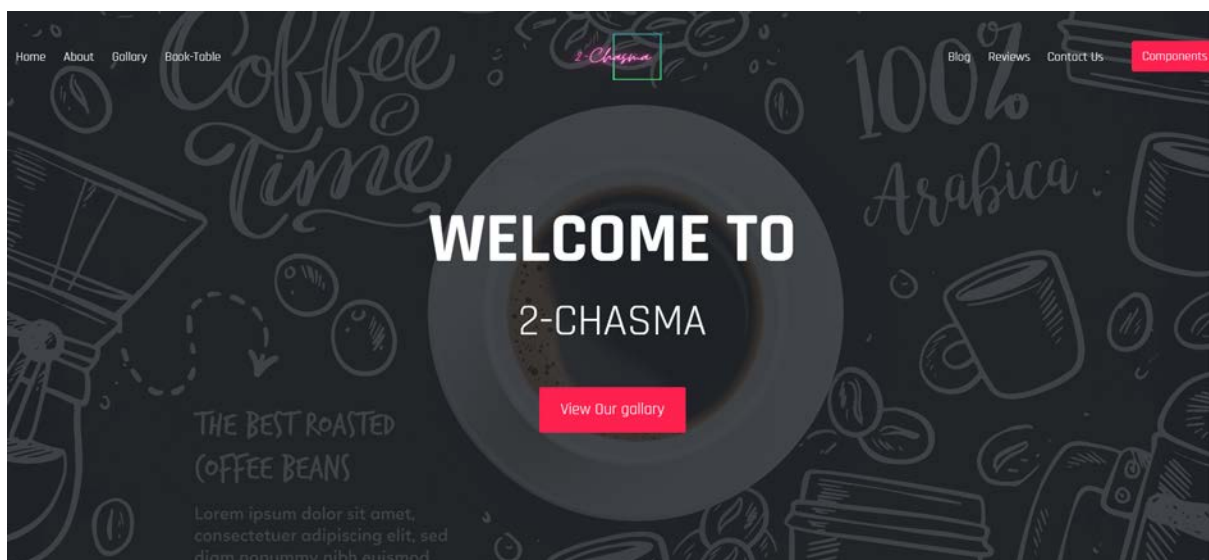 Home About Gallary Book-Table
2-Chasma
Blog Reviews Contact Us Components
Coffee
Time
100%
Arabica
WELCOME TO
2-CHASMA
View Our gallary
THE BEST ROASTED
COFFEE BEANS
Lorem ipsum dolor sit amet,
consectetuer adipiscing elit, sed
diam nonummy nibh euismod